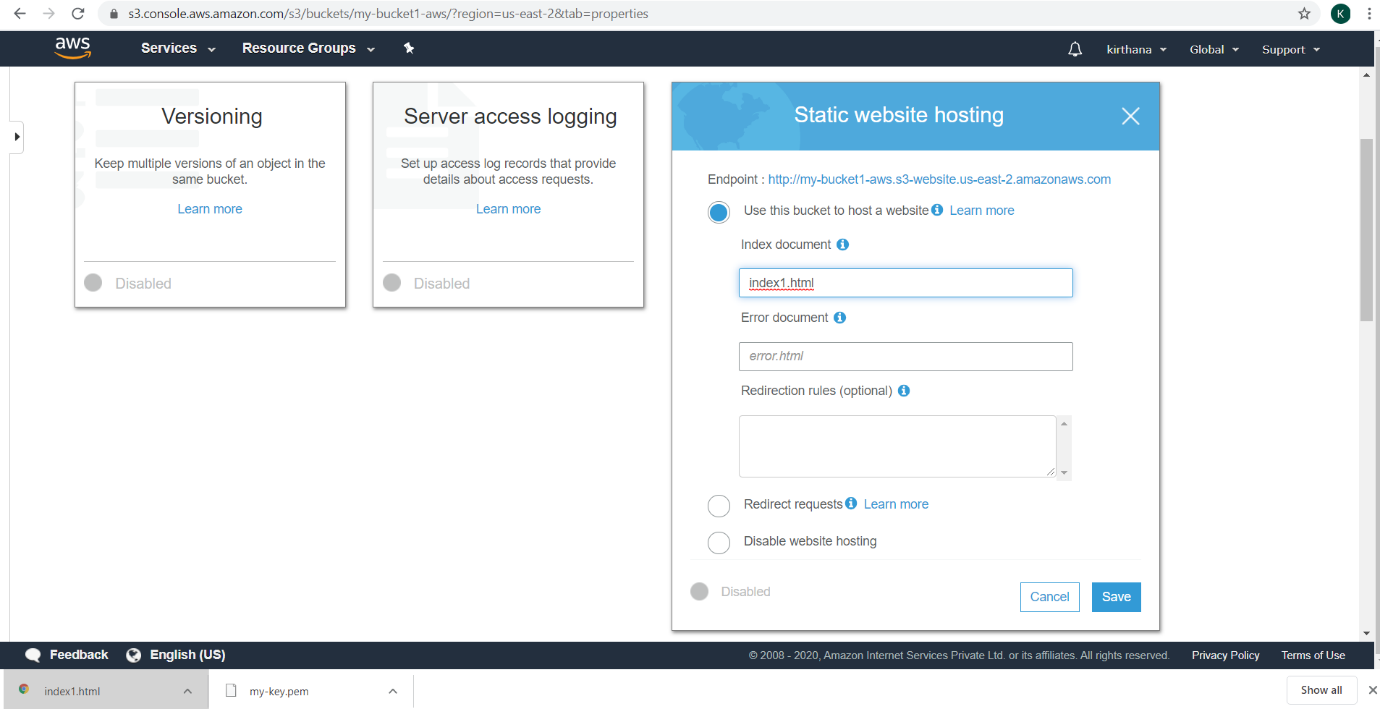 s3.console.aws.amazon.com/s3/buckets/my-bucket1-aws/?region=us-east-2&tab=properties
K
aws
Services
Resource Groups
kirthana
Global
Support
Versioning
Keep multiple versions of an object in the
same bucket.
Learn more
Disabled
Server access logging
Set up access log records that provide
details about access requests.
Learn more
Disabled
Static website hosting
Endpoint : http://my-bucket1-aws.s3-website.us-east-2.amazonaws.com
Use this bucket to host a website Learn more
Index document
index1.html
Error document
error.html
Redirection rules (optional)
Redirect requests Learn more
Disable website hosting
Disabled
Cancel
Save
Feedback
English (US)
© 2008 - 2020, Amazon Internet Services Private Ltd. or its affiliates. All rights reserved.
Privacy Policy
Terms of Use
index1.html
my-key.pem
Show all